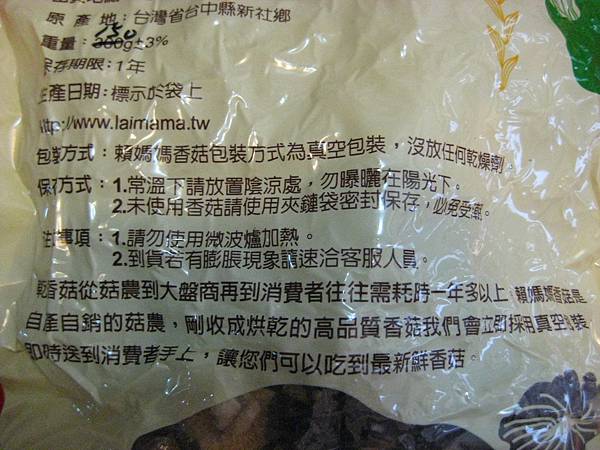 原 產 地:台灣省台中縣新社鄉
150
重量:300g±3%
保存期限:1年
生產日期:標示於袋上
http://www.laimama.tw
包裝方式:賴媽媽香菇包裝方式為真空包裝,沒放任何乾燥劑。
保存方式:1.常溫下請放置陰涼處,勿曝曬在陽光下。
2.未使用香菇請使用夾鏈袋密封保存,以免受潮。
注意事項:1.請勿使用微波爐加熱。
2.到貨若有膨脹現象請速洽客服人員。
乾香菇從菇農到大盤商再到消費者往往需耗時一年多以上,賴媽媽香菇是
自產自銷的菇農,剛收成烘乾的高品質香菇我們會立即採用真空包裝
即時送到消費者手上,讓您們可以吃到最新鮮香菇。